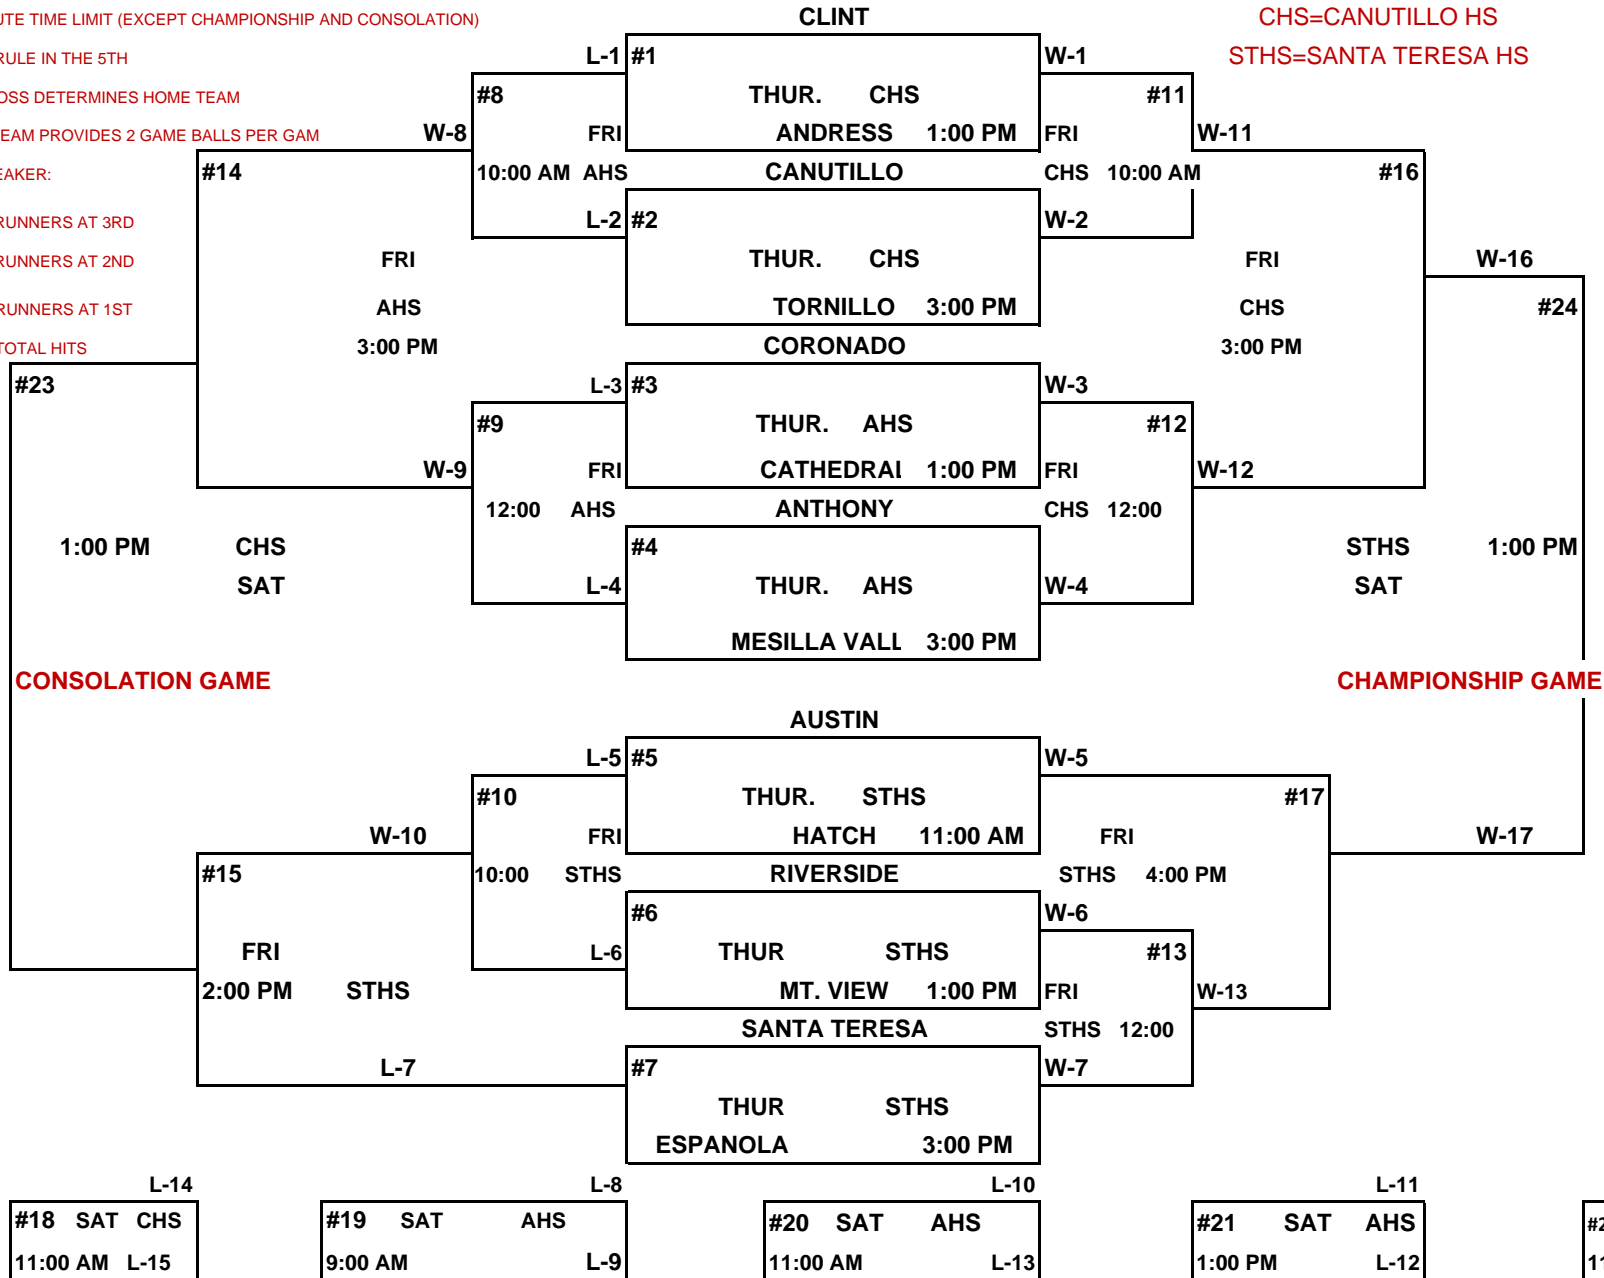 UTE TIME LIMIT (EXCEPT CHAMPIONSHIP AND CONSOLATION) CLINT CHS=CANUTILLO HS
RULE IN THE 5TH L-1 #1 W-1 STHS=SANTA TERESA HS
OSS DETERMINES HOME TEAM #8 THUR. CHS #11
EAM PROVIDES 2 GAME BALLS PER GAM W-8 FRI ANDRESS 1:00 PM FRI W-11
EAKER: #14 10:00 AM AHS CANUTILLO CHS 10:00 AM #16
RUNNERS AT 3RD L-2 #2 W-2
RUNNERS AT 2ND FRI THUR. CHS FRI W-16
RUNNERS AT 1ST AHS TORNILLO 3:00 PM CHS #24
TOTAL HITS 3:00 PM CORONADO 3:00 PM
#23 L-3 #3 W-3
#9 THUR. AHS #12
W-9 FRI CATHEDRAL 1:00 PM FRI W-12
12:00 AHS ANTHONY CHS 12:00
1:00 PM CHS #4 STHS 1:00 PM
SAT L-4 THUR. AHS W-4 SAT
MESILLA VALL 3:00 PM
CONSOLATION GAME CHAMPIONSHIP GAME
AUSTIN
L-5 #5 W-5
#10 THUR. STHS #17
W-10 FRI HATCH 11:00 AM FRI W-17
#15 10:00 STHS RIVERSIDE STHS 4:00 PM
#6 W-6
FRI L-6 THUR STHS #13
2:00 PM STHS MT. VIEW 1:00 PM FRI W-13
SANTA TERESA STHS 12:00
L-7 #7 W-7
THUR STHS
ESPANOLA 3:00 PM
L-14 L-8 L-10 L-11
#18 SAT CHS #19 SAT AHS #20 SAT AHS #21 SAT AHS
11:00 AM L-15 9:00 AM L-9 11:00 AM L-13 1:00 PM L-12